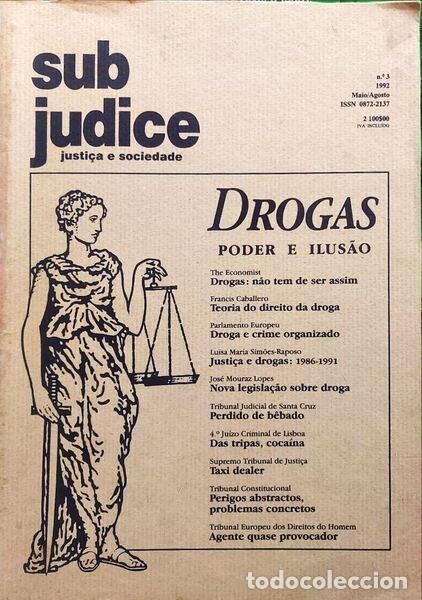 sub
judice
justiça e sociedade
n.º 3
1992
Maio/Agosto
ISSN 0872-2137
2 100$00
IVA INCLUIDO
DROGAS
PODER E ILUSÃO
The Economist
Drogas: não tem de ser assim
Francis Caballero
Teoria do direito da droga
Parlamento Europeu
Droga e crime organizado
Luísa Maria Simões-Raposo
Justiça e drogas: 1986-1991
José Mouraz Lopes
Nova legislação sobre droga
Tribunal Judicial de Santa Cruz
Perdido de bêbado
4.º Juízo Criminal de Lisboa
Das tripas, cocaína
Supremo Tribunal de Justiça
Taxi dealer
Tribunal Constitucional
Perigos abstractos,
problemas concretos
Tribunal Europeu dos Direitos do Homem
Agente quase provocador
todocoleccion